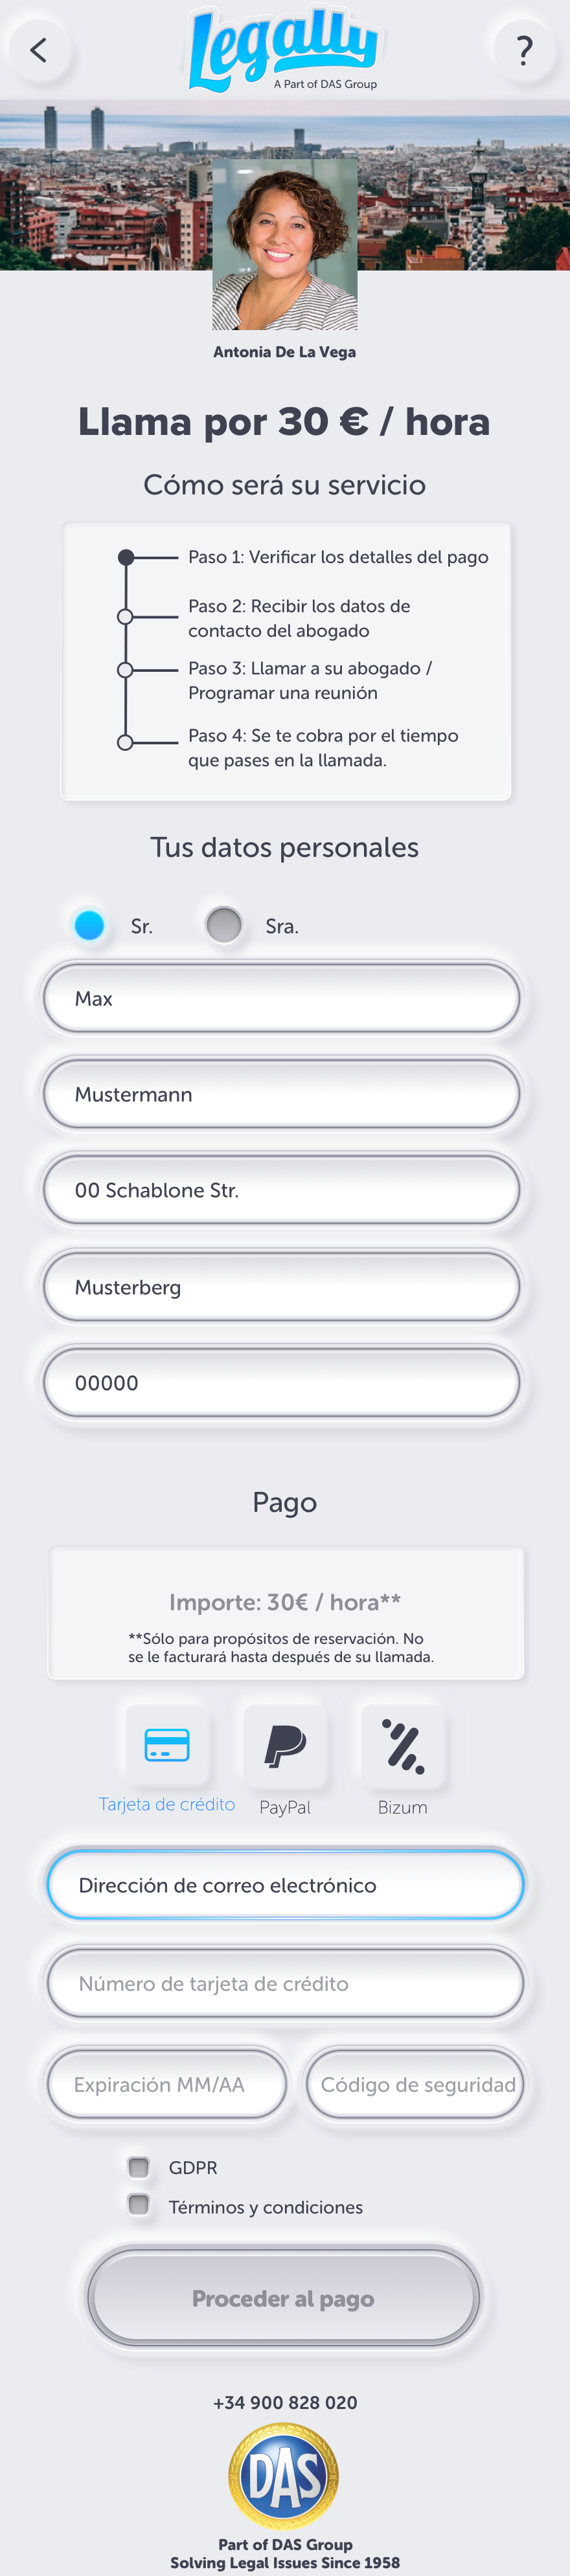 Legally
A Part of DAS Group
?
Antonia De La Vega
Llama por 30 € / hora
Cómo será su servicio
Paso 1: Verificar los detalles del pago
Paso 2: Recibir los datos de
contacto del abogado
Paso 3: Llamar a su abogado /
Programar una reunión
Paso 4: Se te cobra por el tiempo
que pases en la llamada.
Tus datos personales
Sr. Sra.
Max
Mustermann
00 Schablone Str.
Musterberg
00000
Pago
Importe: 30€ / hora**
**Sólo para propósitos de reservación. No
se le facturará hasta después de su llamada.
Tarjeta de crédito PayPal Bizum
Dirección de correo electrónico
Número de tarjeta de crédito
Expiración MM/AA Código de seguridad
GDPR
Términos y condiciones
Proceder al pago
+34 900 828 020
DAS
Part of DAS Group
Solving Legal Issues Since 1958